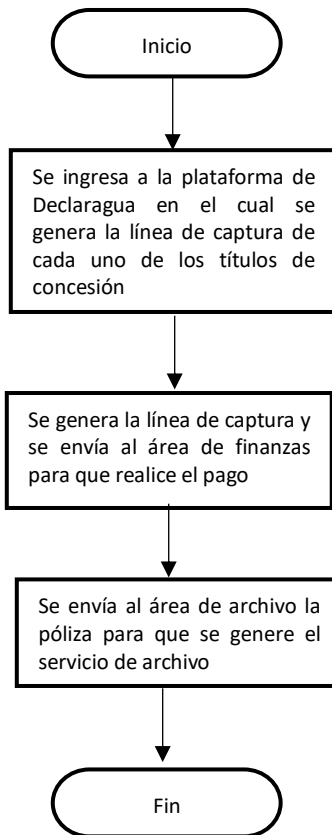 Inicio
Se ingresa a la plataforma de
Declaragua en el cual se
genera la línea de captura de
cada uno de los títulos de
concesión
Se genera la línea de captura y
se envía al área de finanzas
para que realice el pago
Se envía al área de archivo la
póliza para que se genere el
servicio de archivo
Fin